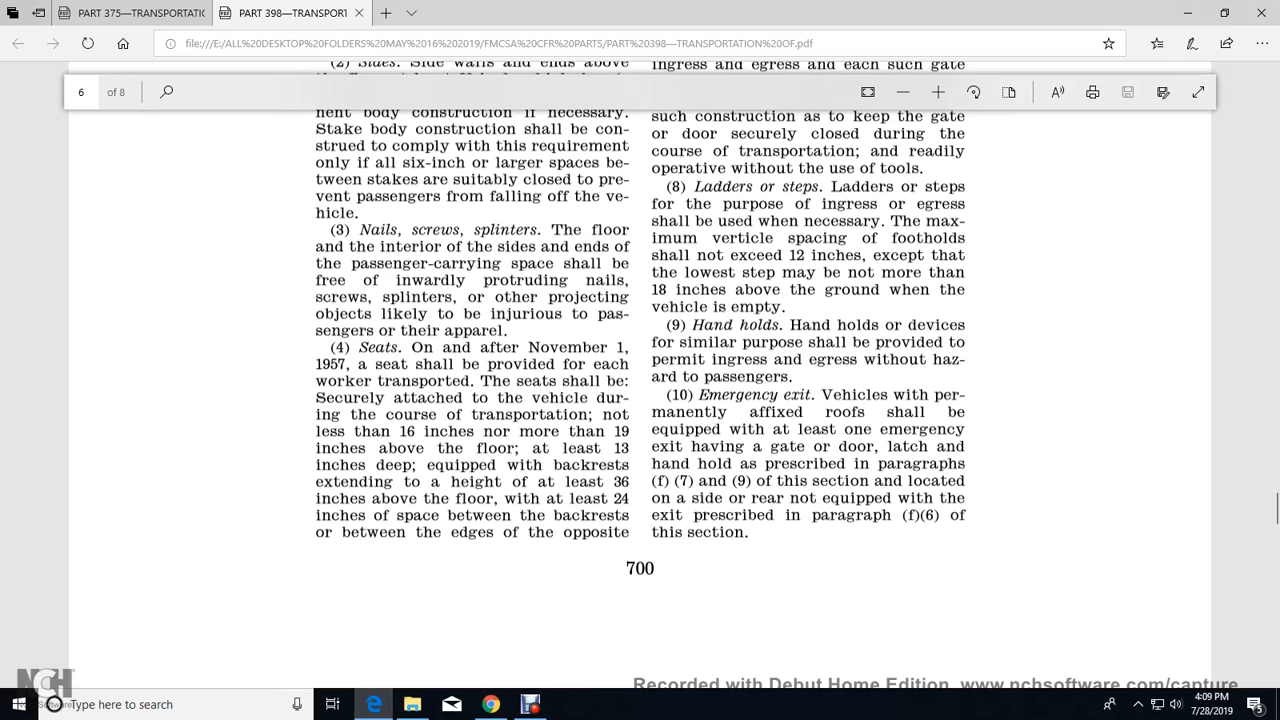 PART 375—TRANSPORTATIO
PART 398—TRANSPORT
file:///E:/ALL%20DESKTOP%20FOLDERS%20MAY%2016%202019/FMCSA%20CFR%20PARTS/PART%20398—TRANSPORTATION%20OF.pdf
6 of 8
(2) Sides. Side walls and ends above
nent body construction if necessary.
Stake body construction shall be con-
strued to comply with this requirement
only if all six-inch or larger spaces be-
tween stakes are suitably closed to pre-
vent passengers from falling off the ve-
hicle.
(3) Nails, screws, splinters. The floor
and the interior of the sides and ends of
the passenger-carrying space shall be
free of inwardly protruding nails,
screws, splinters, or other projecting
objects likely to be injurious to pas-
sengers or their apparel.
(4) Seats. On and after November 1,
1957, a seat shall be provided for each
worker transported. The seats shall be:
Securely attached to the vehicle dur-
ing the course of transportation; not
less than 16 inches nor more than 19
inches above the floor; at least 13
inches deep; equipped with backrests
extending to a height of at least 36
inches above the floor, with at least 24
inches of space between the backrests
or between the edges of the opposite
ingress and egress and each such gate
such construction as to keep the gate
or door securely closed during the
course of transportation; and readily
operative without the use of tools.
(8) Ladders or steps. Ladders or steps
for the purpose of ingress or egress
shall be used when necessary. The max-
imum verticle spacing of footholds
shall not exceed 12 inches, except that
the lowest step may be not more than
18 inches above the ground when the
vehicle is empty.
(9) Hand holds. Hand holds or devices
for similar purpose shall be provided to
permit ingress and egress without haz-
ard to passengers.
(10) Emergency exit. Vehicles with per-
manently affixed roofs shall be
equipped with at least one emergency
exit having a gate or door, latch and
hand hold as prescribed in paragraphs
(f) (7) and (9) of this section and located
on a side or rear not equipped with the
exit prescribed in paragraph (f)(6) of
this section.
700
NCH
Software
Recorded with Debut Home Edition www.nchsoftware.com/capture
Type here to search
4:09 PM
7/28/2019
5